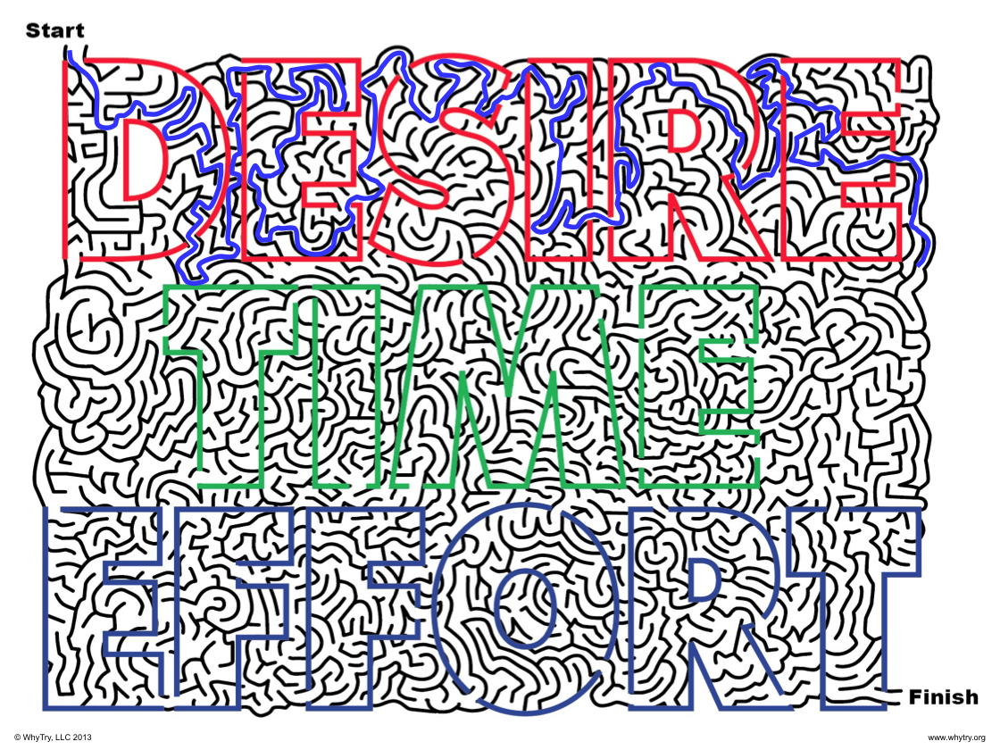 Start
DESIRE
TIME
EFFORT
Finish
© WhyTry, LLC 2013
www.whytry.org